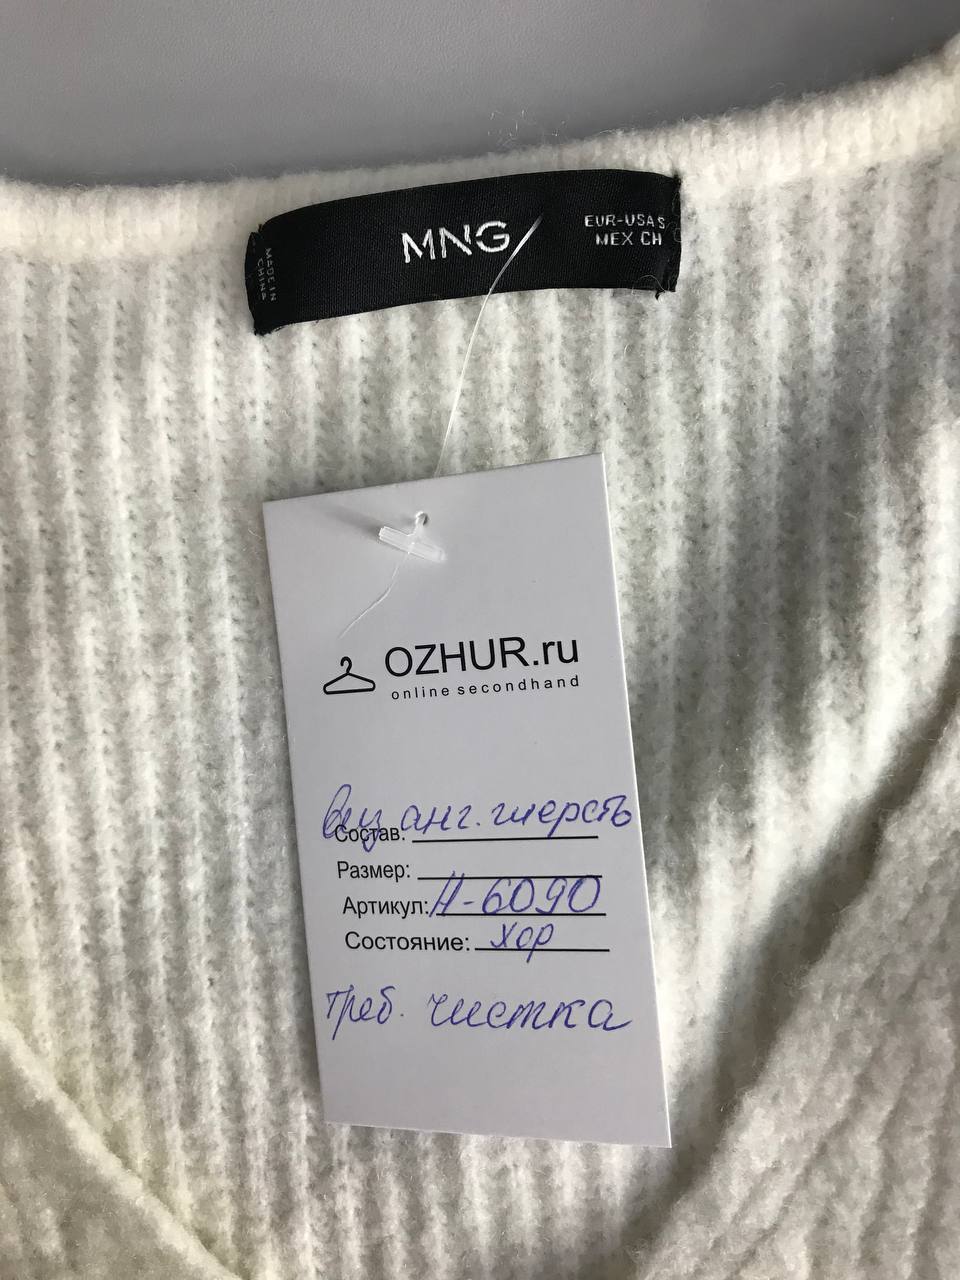 MNG
EUR-USA S
MEX CH
MADE IN
CHINA
OZHUR.ru
online secondhand
Состав: виз анг. шерсть
Размер:
Артикул: Н-6090
Состояние: хор
треб. чистка